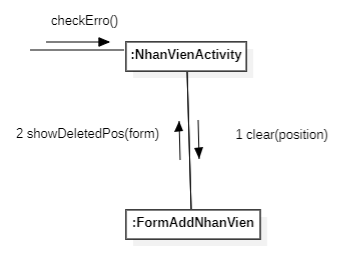 checkErro()
:NhanVienActivity
2 showDeletedPos(form)
1 clear(position)
:FormAddNhanVien